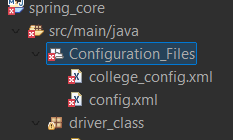 spring_core
src/main/java
Configuration_Files
college_config.xml
config.xml
driver_class